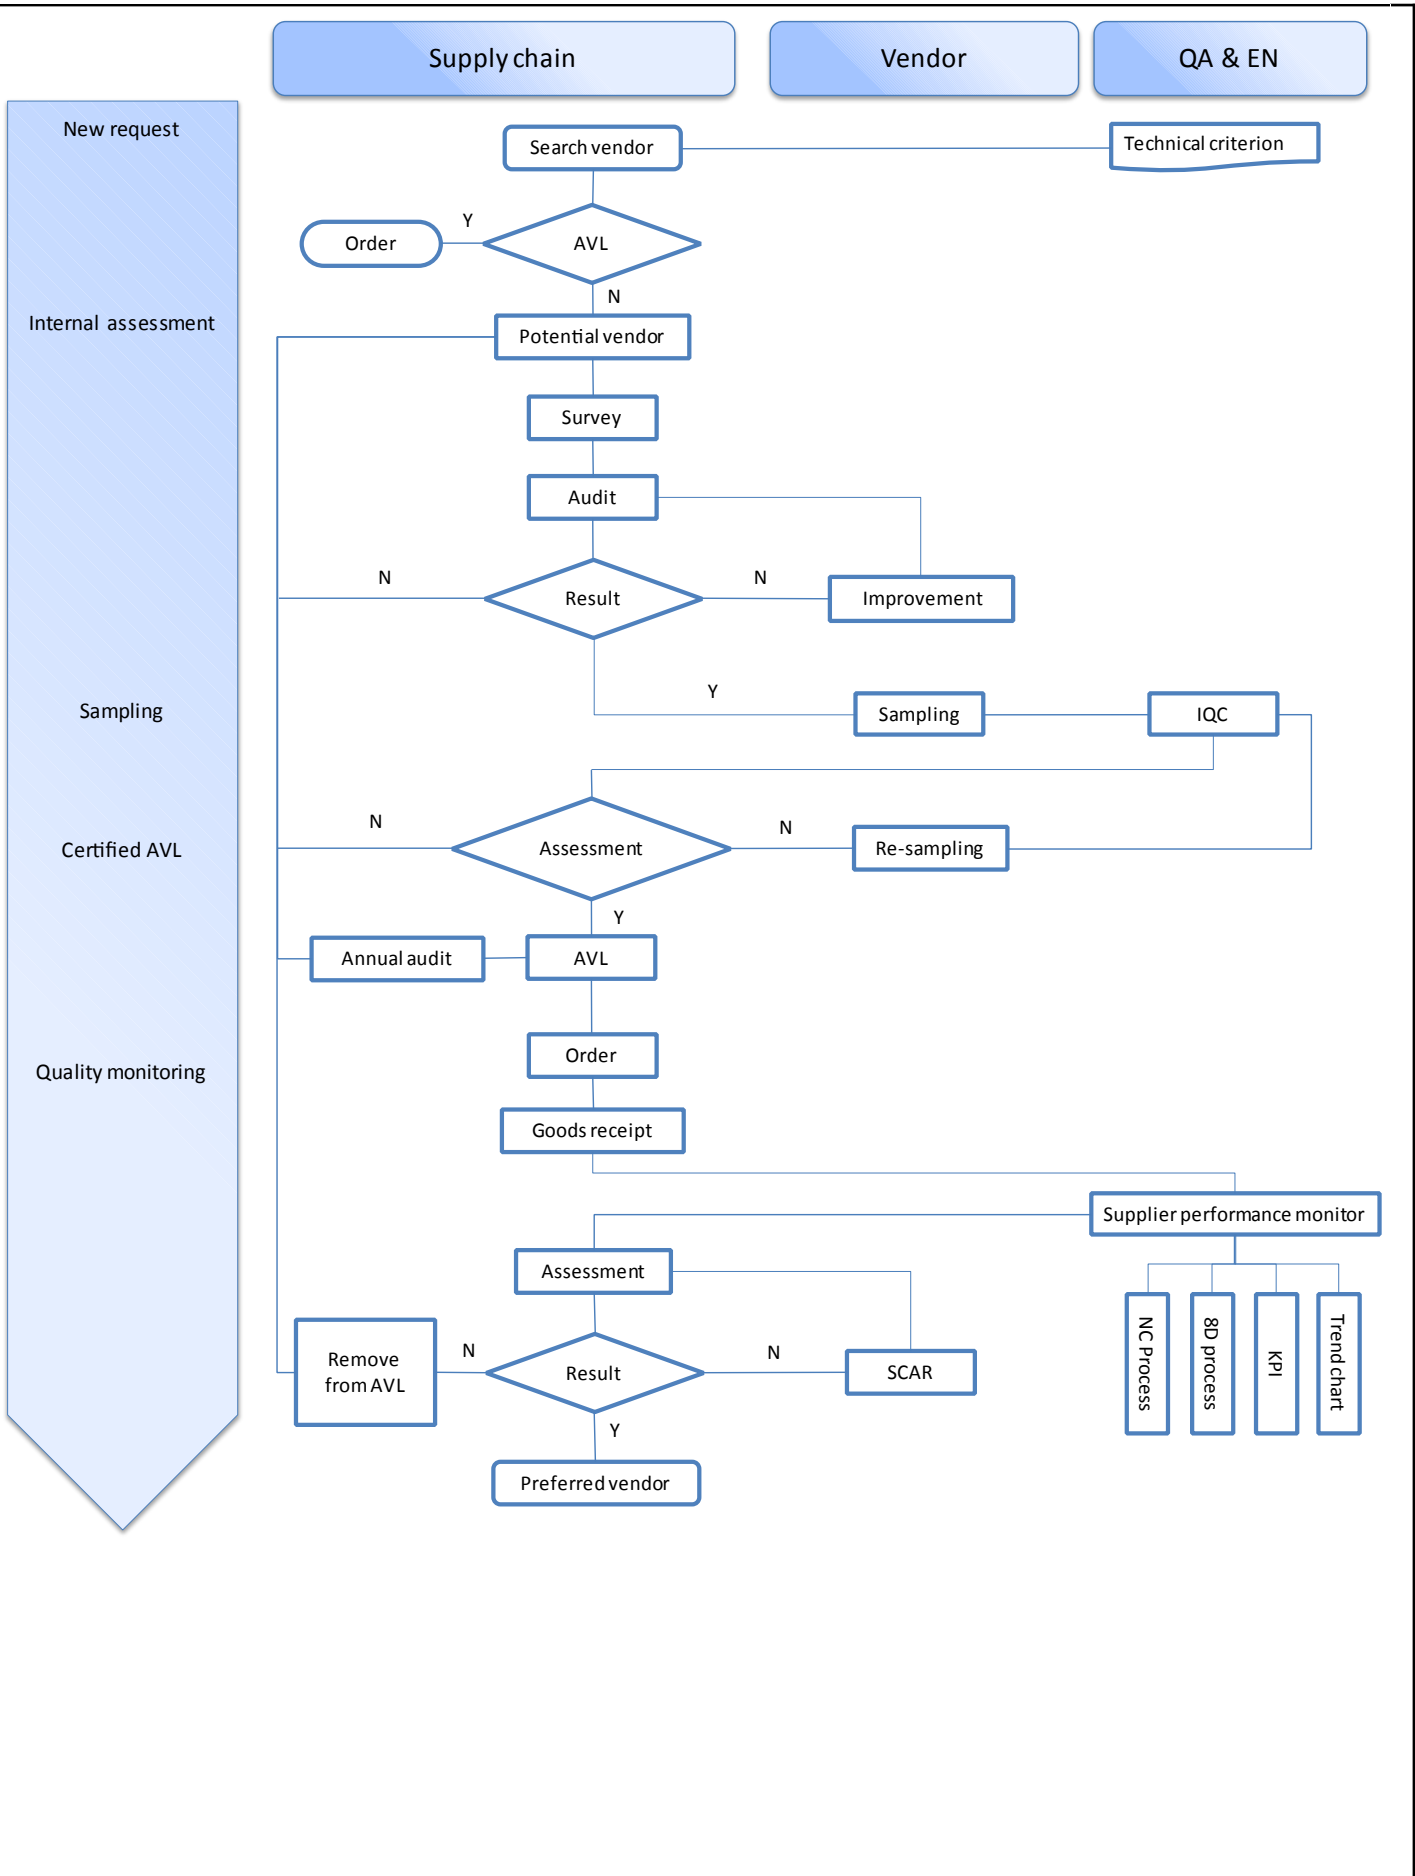 Supply chain
Vendor
QA & EN
New request
Search vendor
Technical criterion
Y
Order
AVL
N
Internal assessment
Potential vendor
Survey
Audit
N
Result
N
Improvement
Y
Sampling
Sampling
IQC
N
Certified AVL
Assessment
N
Re-sampling
Y
Annual audit
AVL
Order
Quality monitoring
Goods receipt
Supplier performance monitor
Assessment
NC Process
8D process
KPI
Trend chart
Remove
from AVL
N
Result
N
SCAR
Y
Preferred vendor